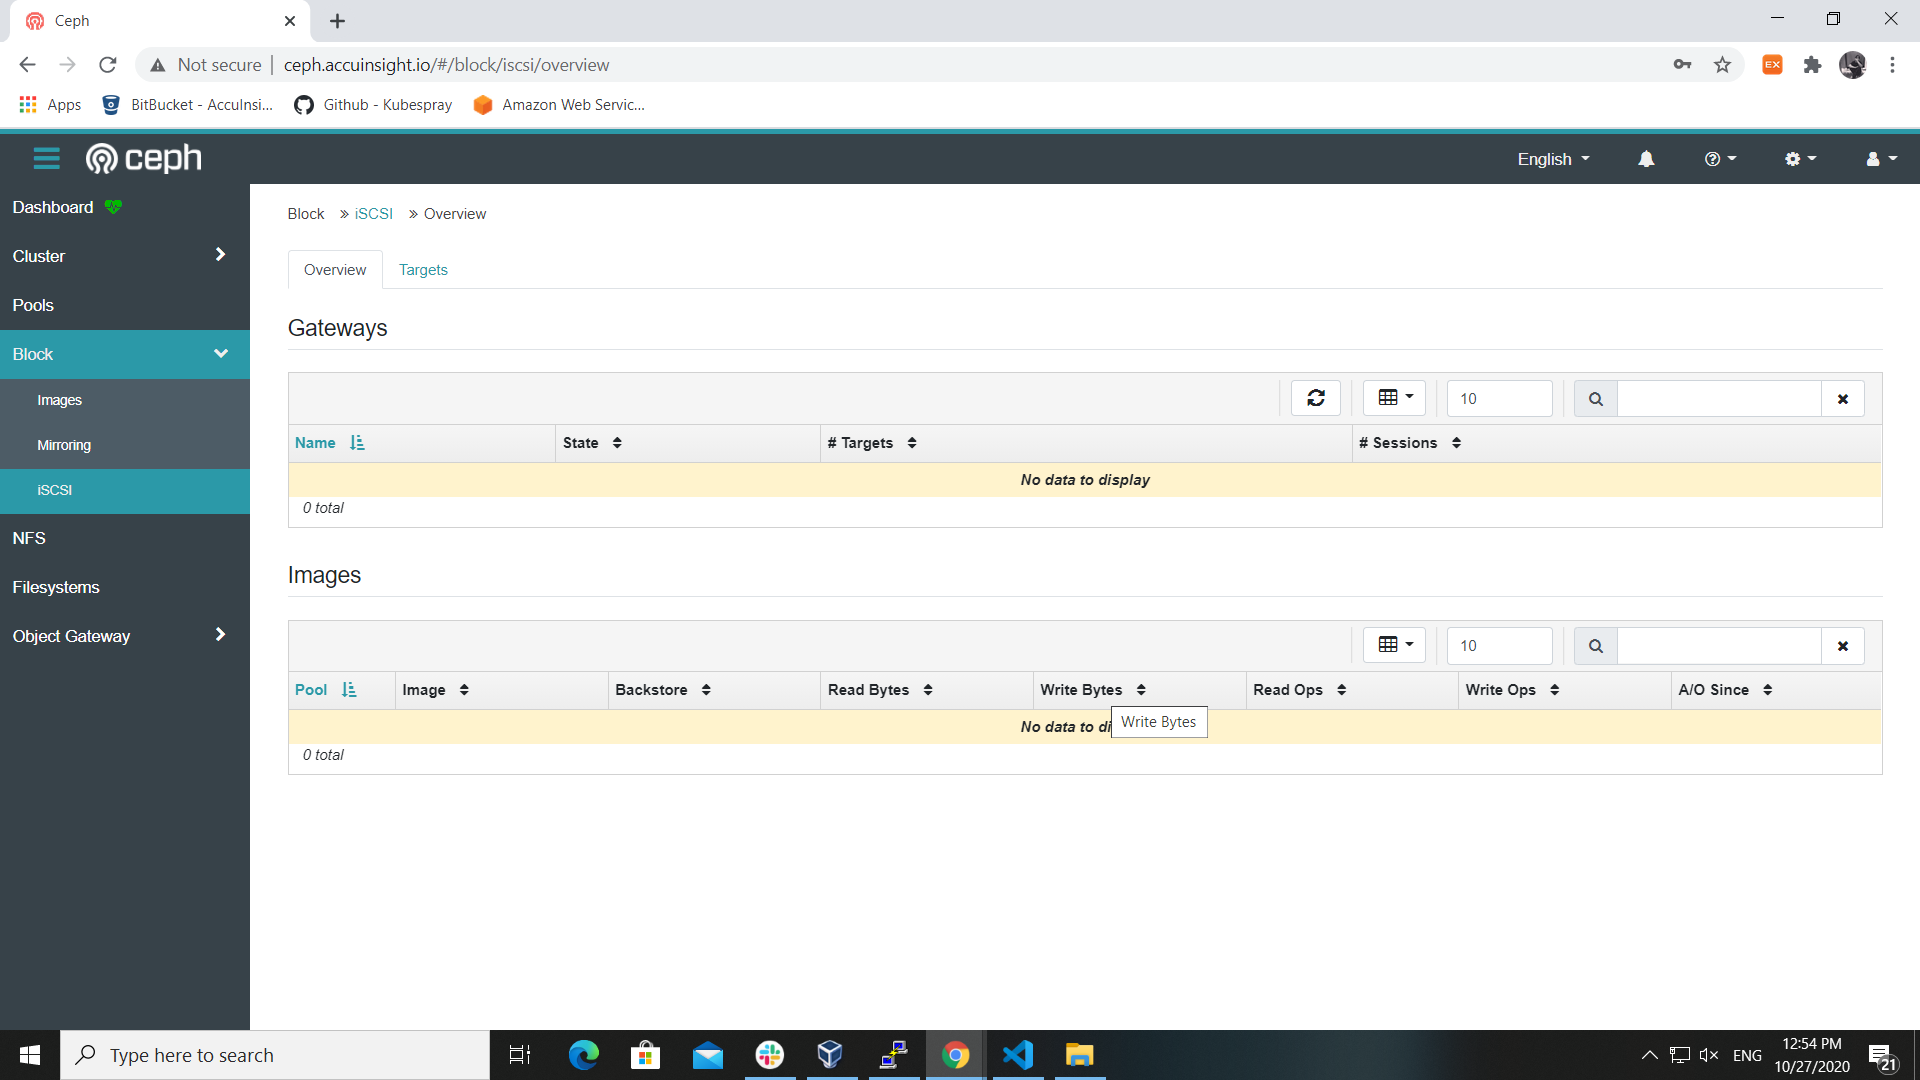 Ceph
Not secure
ceph.accuinsight.io/#/block/iscsi/overview
EX
Apps
BitBucket - AccuInsi...
Github - Kubespray
Amazon Web Servic...
ceph
English
Dashboard
Cluster
Pools
Block
Images
Mirroring
iSCSI
NFS
Filesystems
Object Gateway
Block » iSCSI » Overview
Overview
Targets
Gateways
10
Name
State
# Targets
# Sessions
No data to display
0 total
Images
10
Pool
Image
Backstore
Read Bytes
Write Bytes
Read Ops
Write Ops
A/O Since
No data to di
Write Bytes
0 total
Type here to search
ENG
12:54 PM
10/27/2020
21